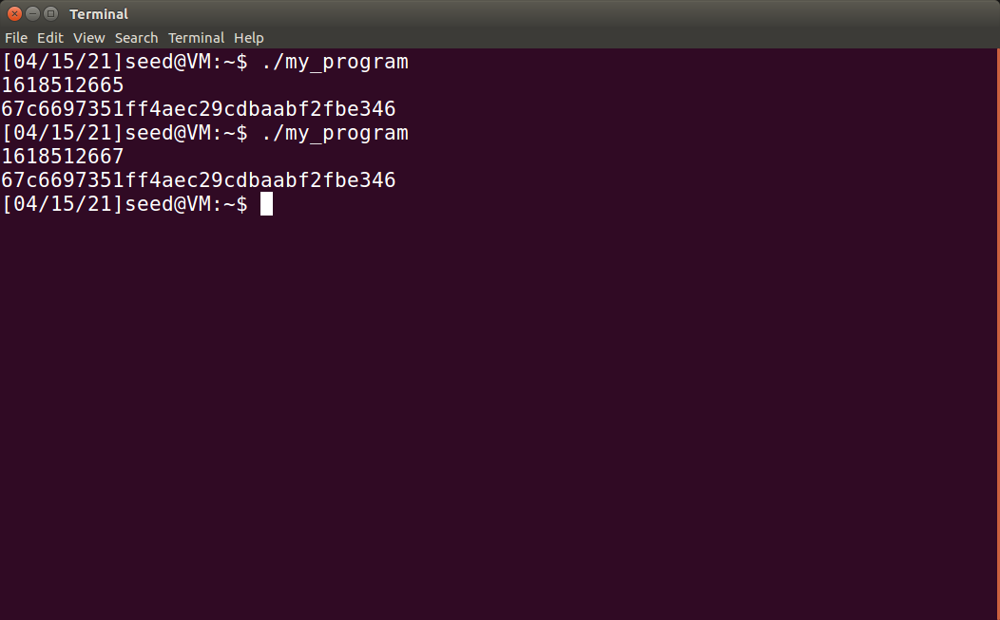 Terminal
File Edit View Search Terminal Help
[04/15/21]seed@VM:~$ ./my_program
1618512665
67c6697351ff4aec29cdbaabf2fbe346
[04/15/21]seed@VM:~$ ./my_program
1618512667
67c6697351ff4aec29cdbaabf2fbe346
[04/15/21]seed@VM:~$